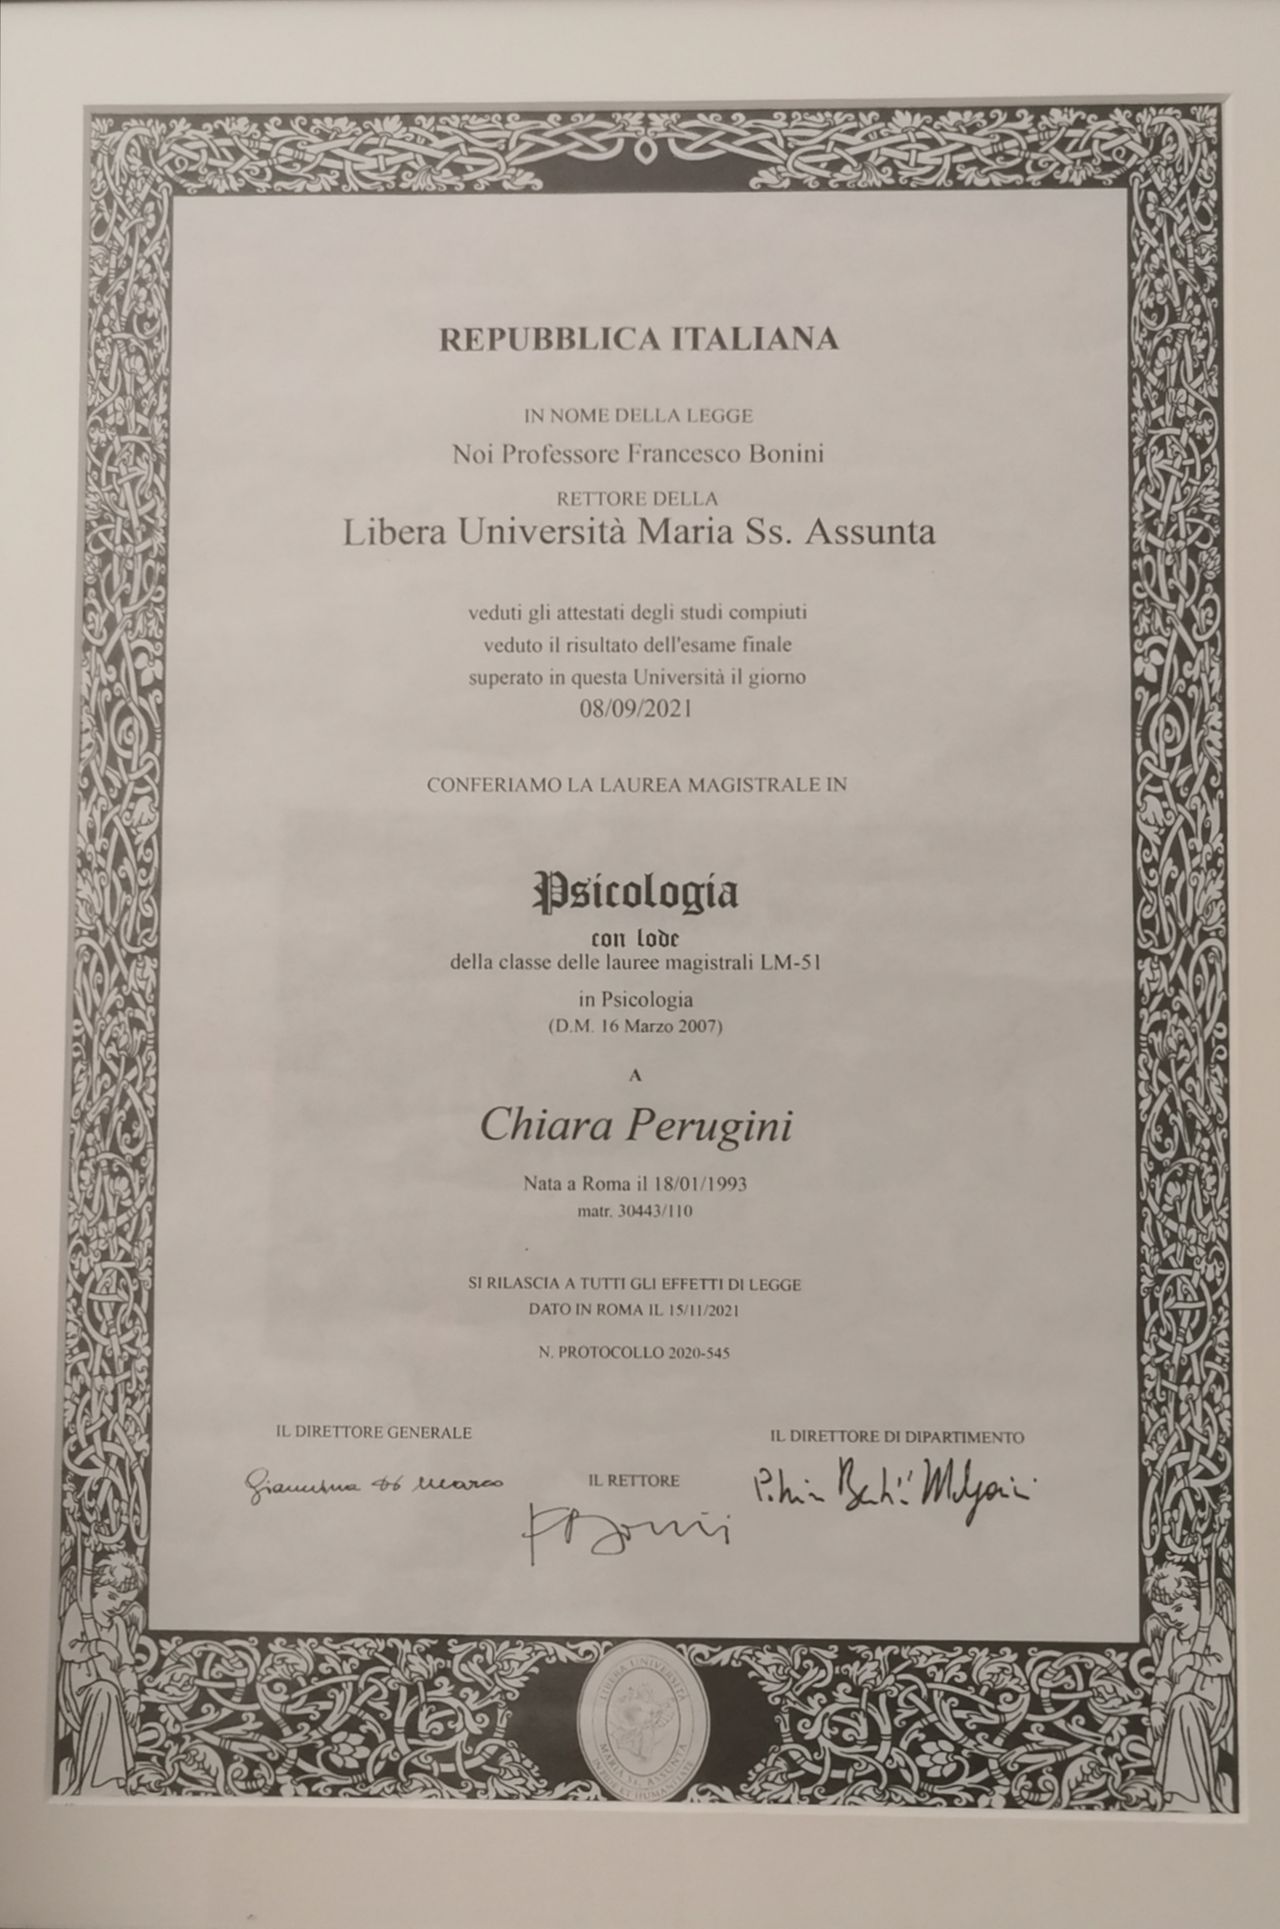 REPUBBLICA ITALIANA
IN NOME DELLA LEGGE
Noi Professore Francesco Bonini
RETTORE DELLA
Libera Università Maria Ss. Assunta
veduti gli attestati degli studi compiuti
veduto il risultato dell'esame finale
superato in questa Università il giorno
08/09/2021
CONFERIAMO LA LAUREA MAGISTRALE IN
Psicologia
con lode
della classe delle lauree magistrali LM-51
in Psicologia
(D.M. 16 Marzo 2007)
A
Chiara Perugini
Nata a Roma il 18/01/1993
matr. 30443/110
SI RILASCIA A TUTTI GLI EFFETTI DI LEGGE
DATO IN ROMA IL 15/11/2021
N. PROTOCOLLO 2020-545
IL DIRETTORE GENERALE
IL RETTORE
IL DIRETTORE DI DIPARTIMENTO
LIBERA UNIVERSITÀ
MARIA Ss. ASSUNTA